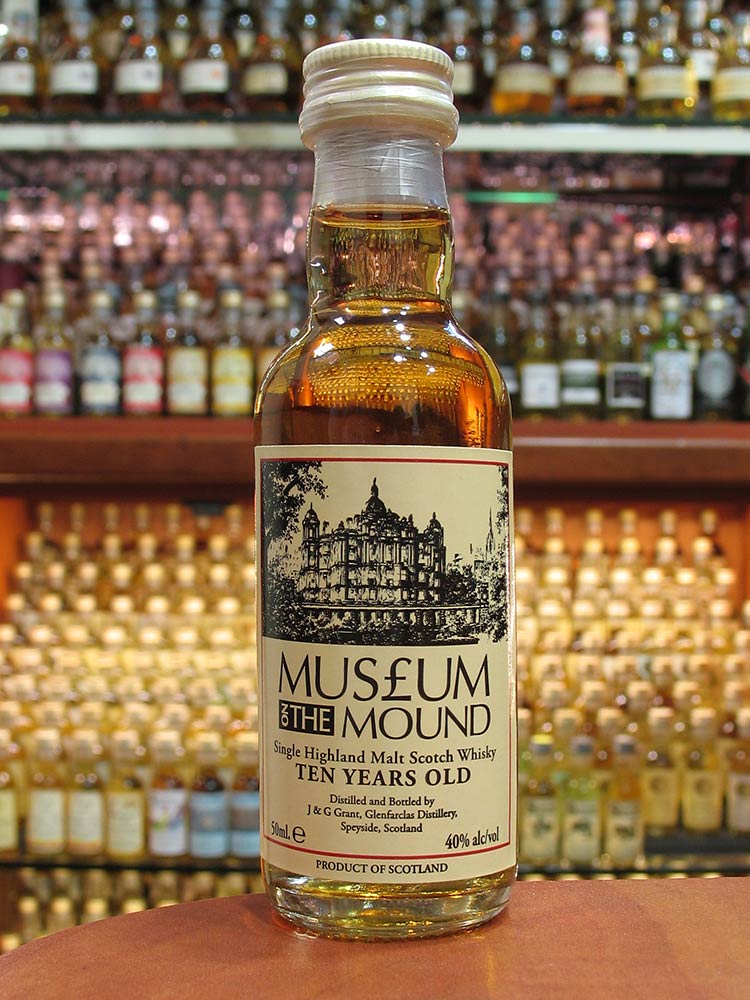 MUS£UM
ON THE MOUND
Single Highland Malt Scotch Whisky
TEN YEARS OLD
Distilled and Bottled by
J & G Grant, Glenfarclas Distillery,
Speyside, Scotland
50ml. e 40% alc/vol
PRODUCT OF SCOTLAND